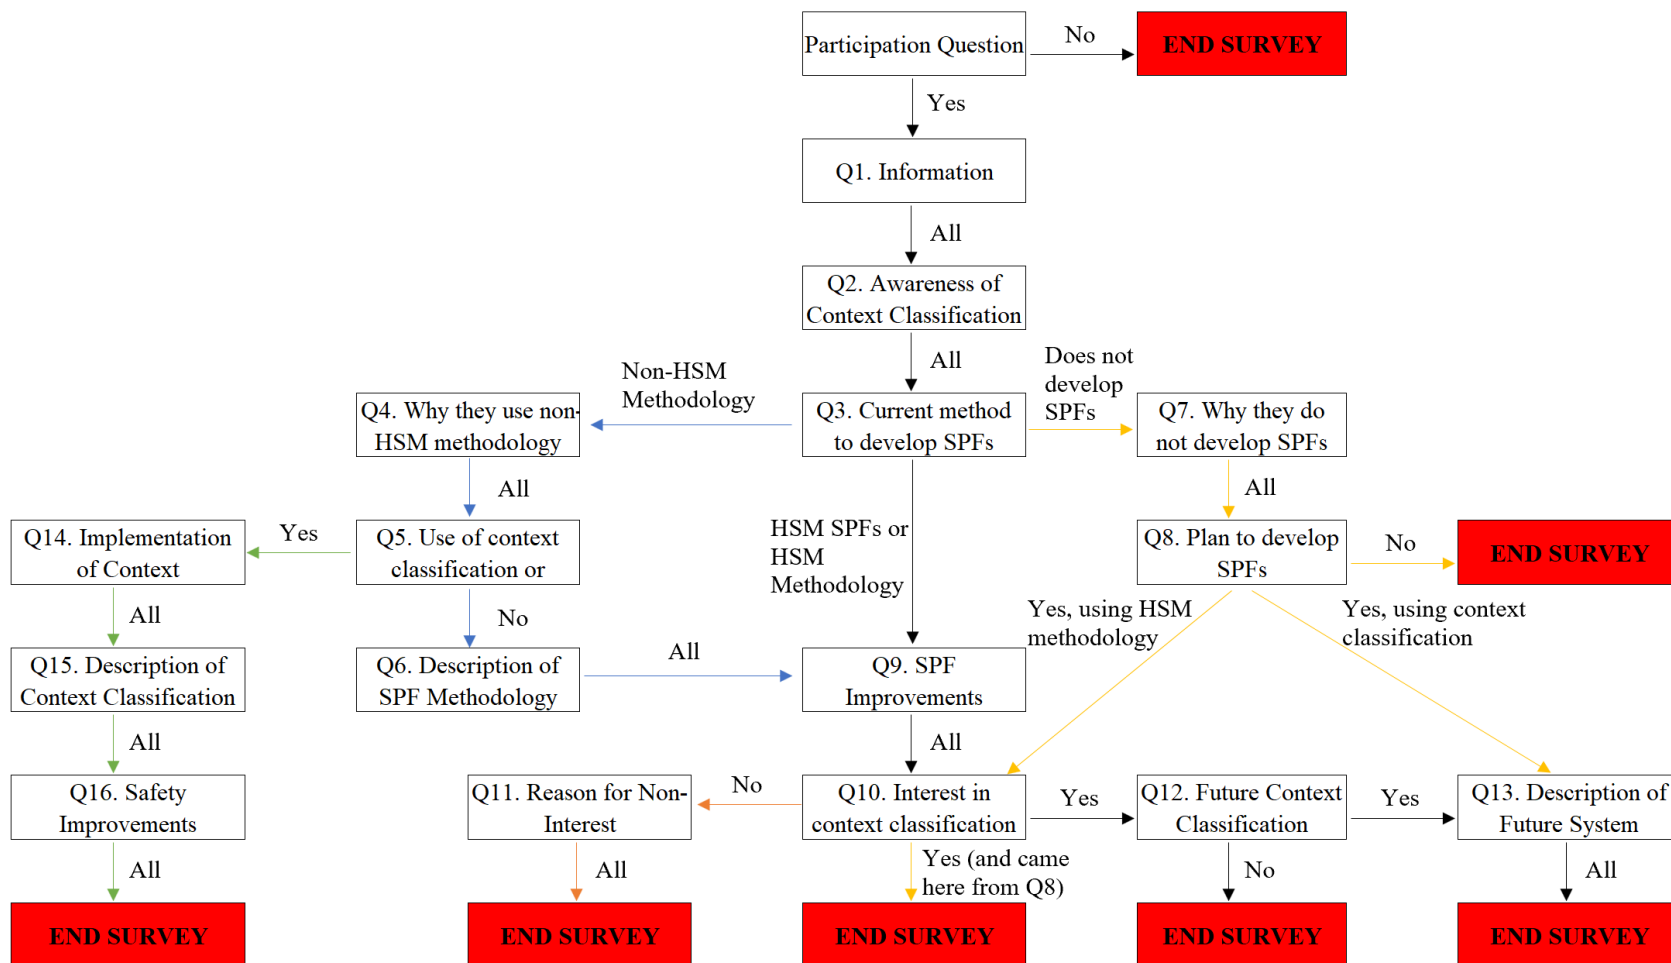 Participation Question
No
END SURVEY
Yes
Q1. Information
All
Q2. Awareness of
Context Classification
All
Non-HSM
Methodology
Does not
develop
SPFs
Q4. Why they use non-
HSM methodology
Q3. Current method
to develop SPFs
Q7. Why they do
not develop SPFs
All
All
HSM SPFs or
HSM
Methodology
Q14. Implementation
of Context
Yes
Q5. Use of context
classification or
Q8. Plan to develop
SPFs
No
END SURVEY
All
No
Yes, using HSM
methodology
Yes, using context
classification
Q15. Description of
Context Classification
Q6. Description of
SPF Methodology
All
Q9. SPF
Improvements
All
All
Q16. Safety
Improvements
Q11. Reason for Non-
Interest
No
Q10. Interest in
context classification
Yes
Q12. Future Context
Classification
Yes
Q13. Description of
Future System
All
All
Yes (and came
here from Q8)
No
All
END SURVEY
END SURVEY
END SURVEY
END SURVEY
END SURVEY